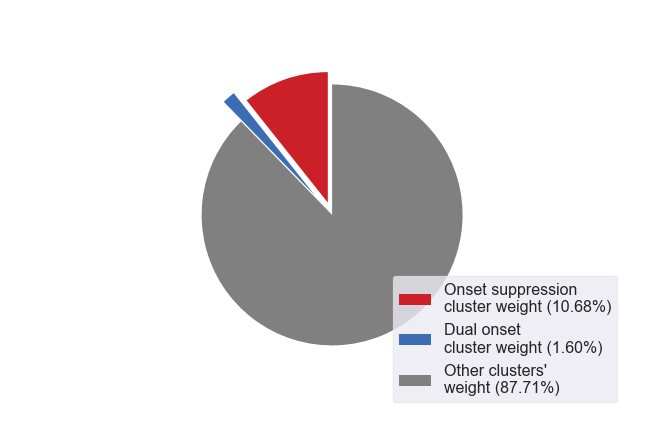 Onset suppression
cluster weight (10.68%)
Dual onset
cluster weight (1.60%)
Other clusters'
weight (87.71%)